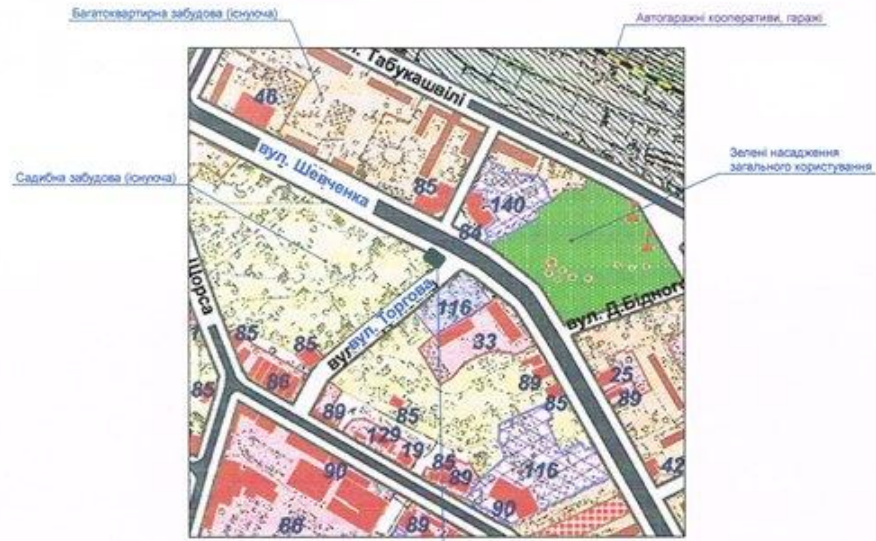 Багатоквартирна забудова (існуюча)
Автогаражні кооперативи, гаражі
Зелені насадження
загального користування
Садибна забудова (існуюча)
л. Табукашвілі
вул. Шевченка
Щорса
вул. Торгова
вул. Д.Бідного
46
85
140
84
116
33
85
85
86
85
89
85
129
19
85
89
89
85
25
89
116
90
90
88
89
42